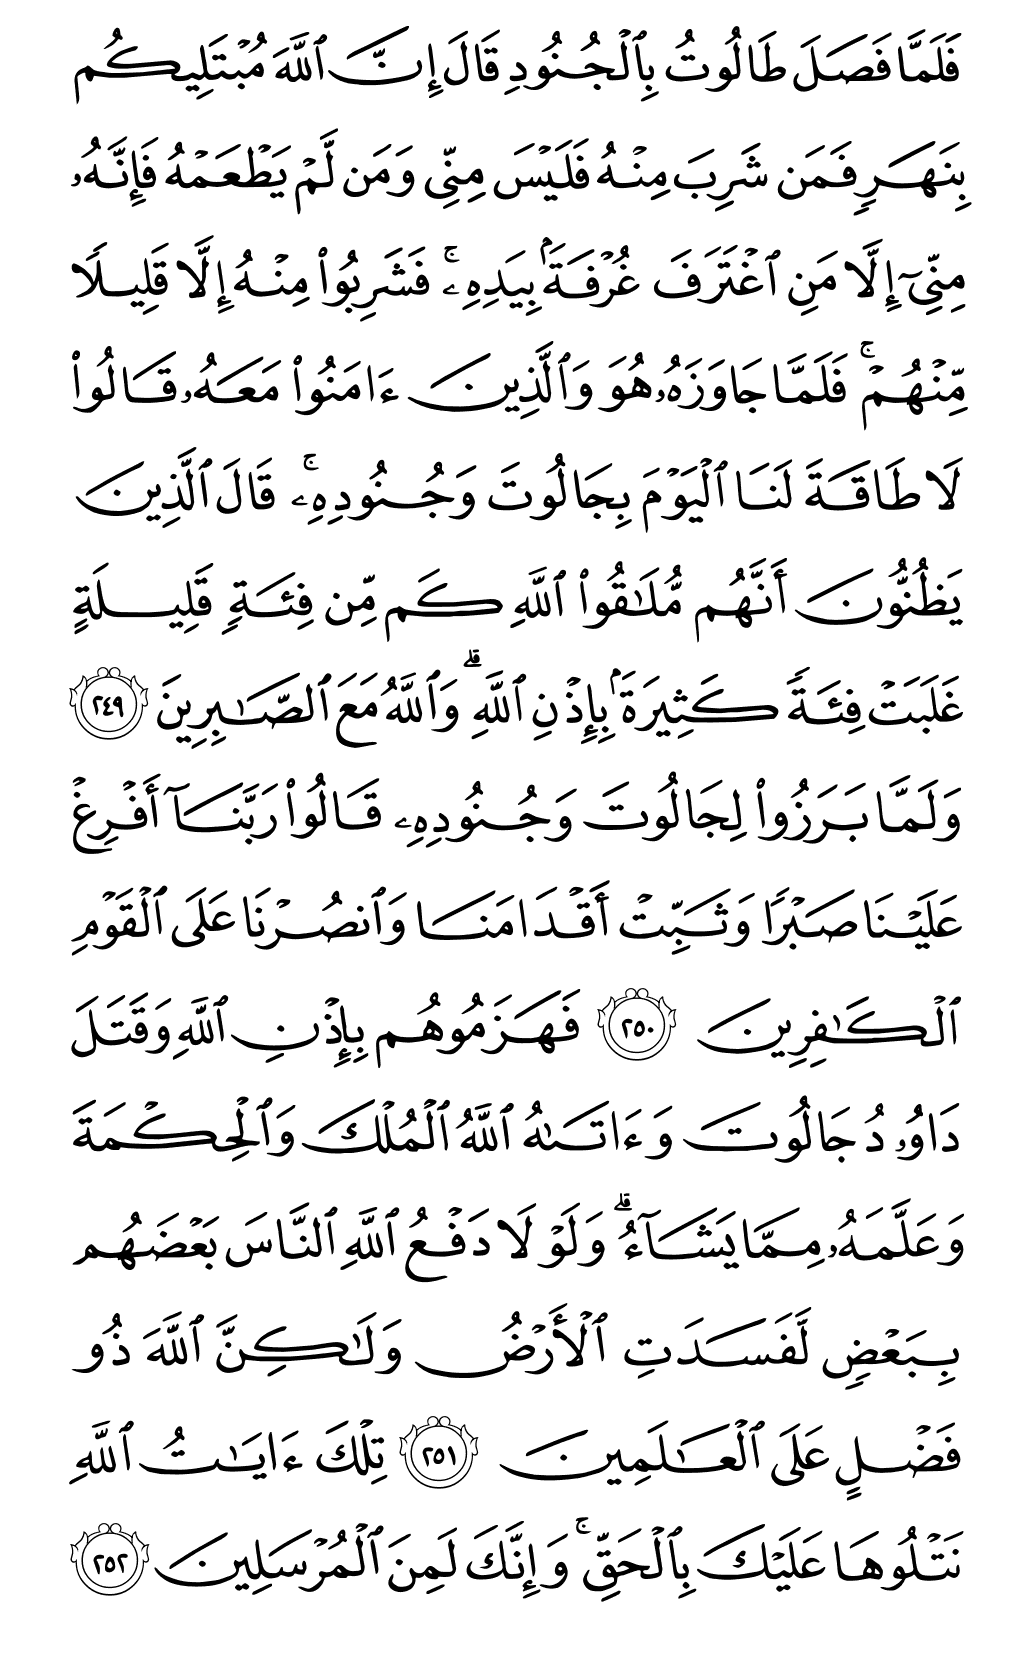 فَلَمَّا فَصَلَ طَالُوتُ بِٱلۡجُنُودِ قَالَ إِنَّ ٱللَّهَ مُبۡتَلِيكُم
بِنَهَرٖ فَمَن شَرِبَ مِنۡهُ فَلَيۡسَ مِنِّي وَمَن لَّمۡ يَطۡعَمۡهُ فَإِنَّهُۥ
مِنِّيٓ إِلَّا مَنِ ٱغۡتَرَفَ غُرۡفَةَۢ بِيَدِهِۦۚ فَشَرِبُواْ مِنۡهُ إِلَّا قَلِيلٗا
مِّنۡهُمۡۚ فَلَمَّا جَاوَزَهُۥ هُوَ وَٱلَّذِينَ ءَامَنُواْ مَعَهُۥ قَالُواْ
لَا طَاقَةَ لَنَا ٱلۡيَوۡمَ بِجَالُوتَ وَجُنُودِهِۦۚ قَالَ ٱلَّذِينَ
يَظُنُّونَ أَنَّهُم مُّلَٰقُواْ ٱللَّهِ كَم مِّن فِئَةٖ قَلِيلَةٍ
غَلَبَتۡ فِئَةٗ كَثِيرَةَۢ بِإِذۡنِ ٱللَّهِۗ وَٱللَّهُ مَعَ ٱلصَّٰبِرِينَ ٢٤٩
وَلَمَّا بَرَزُواْ لِجَالُوتَ وَجُنُودِهِۦ قَالُواْ رَبَّنَآ أَفۡرِغۡ
عَلَيۡنَا صَبۡرٗا وَثَبِّتۡ أَقۡدَامَنَا وَٱنصُرۡنَا عَلَى ٱلۡقَوۡمِ
ٱلۡكَٰفِرِينَ ٢٥٠ فَهَزَمُوهُم بِإِذۡنِ ٱللَّهِ وَقَتَلَ
دَاوُۥدُ جَالُوتَ وَءَاتَىٰهُ ٱللَّهُ ٱلۡمُلۡكَ وَٱلۡحِكۡمَةَ
وَعَلَّمَهُۥ مِمَّا يَشَآءُۗ وَلَوۡلَا دَفۡعُ ٱللَّهِ ٱلنَّاسَ بَعۡضَهُم
بِبَعۡضٖ لَّفَسَدَتِ ٱلۡأَرۡضُ وَلَٰكِنَّ ٱللَّهَ ذُو
فَضۡلٍ عَلَى ٱلۡعَٰلَمِينَ ٢٥١ تِلۡكَ ءَايَٰتُ ٱللَّهِ
نَتۡلُوهَا عَلَيۡكَ بِٱلۡحَقِّۚ وَإِنَّكَ لَمِنَ ٱلۡمُرۡسَلِينَ ٢٥٢